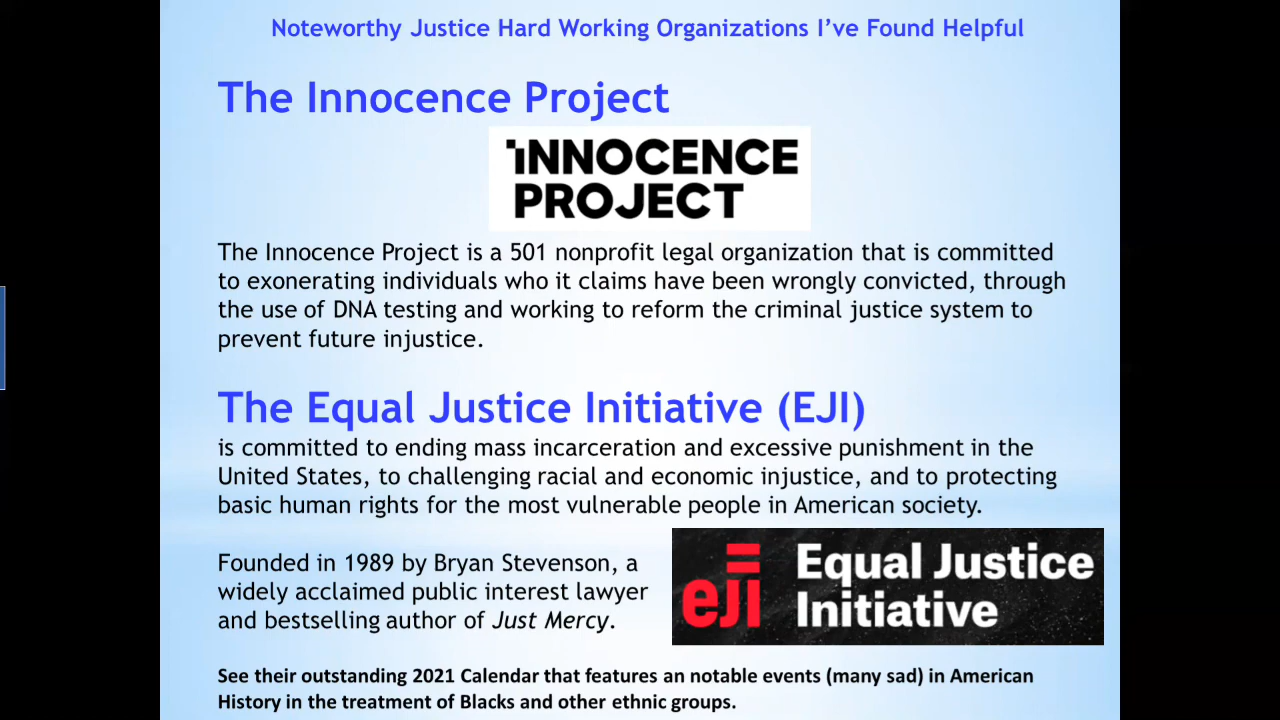 Noteworthy Justice Hard Working Organizations I’ve Found Helpful
The Innocence Project
INNOCENCE
PROJECT
The Innocence Project is a 501 nonprofit legal organization that is committed
to exonerating individuals who it claims have been wrongly convicted, through
the use of DNA testing and working to reform the criminal justice system to
prevent future injustice.
The Equal Justice Initiative (EJI)
is committed to ending mass incarceration and excessive punishment in the
United States, to challenging racial and economic injustice, and to protecting
basic human rights for the most vulnerable people in American society.
Founded in 1989 by Bryan Stevenson, a
widely acclaimed public interest lawyer
and bestselling author of Just Mercy.
eji
Equal Justice
Initiative
See their outstanding 2021 Calendar that features an notable events (many sad) in American
History in the treatment of Blacks and other ethnic groups.